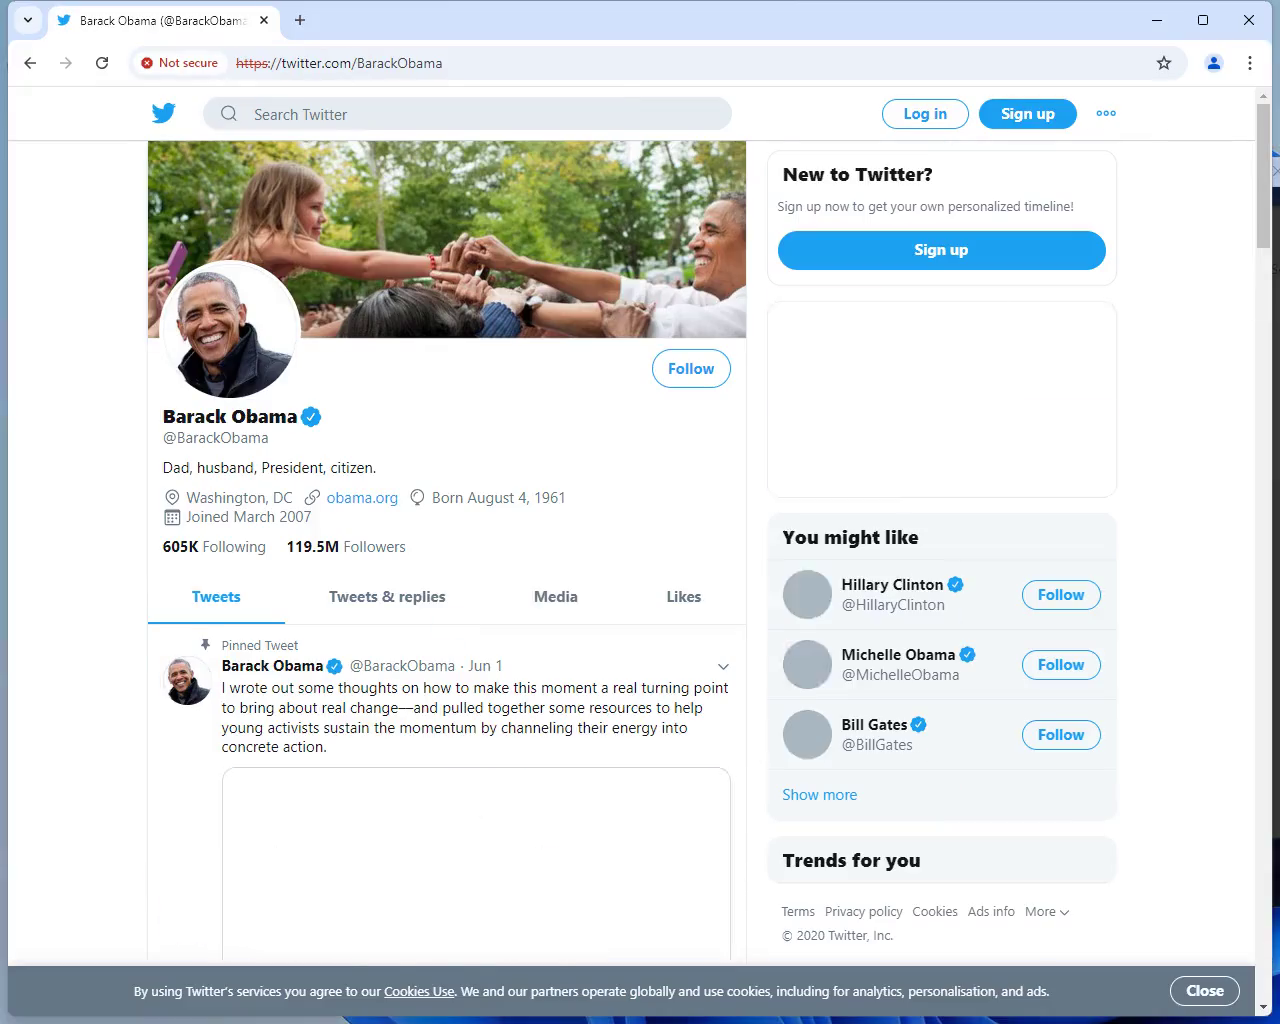 Barack Obama (@BarackObama
Not secure
https://twitter.com/BarackObama
Search Twitter
Log in
Sign up
New to Twitter?
Sign up now to get your own personalized timeline!
Sign up
Follow
Barack Obama
@BarackObama
Dad, husband, President, citizen.
Washington, DC obama.org Born August 4, 1961
Joined March 2007
605K Following 119.5M Followers
Tweets Tweets & replies Media Likes
Pinned Tweet
Barack Obama @BarackObama · Jun 1
I wrote out some thoughts on how to make this moment a real turning point
to bring about real change—and pulled together some resources to help
young activists sustain the momentum by channeling their energy into
concrete action.
You might like
Hillary Clinton
@HillaryClinton
Follow
Michelle Obama
@MichelleObama
Follow
Bill Gates
@BillGates
Follow
Show more
Trends for you
Terms Privacy policy Cookies Ads info More
© 2020 Twitter, Inc.
By using Twitter's services you agree to our Cookies Use. We and our partners operate globally and use cookies, including for analytics, personalisation, and ads.
Close